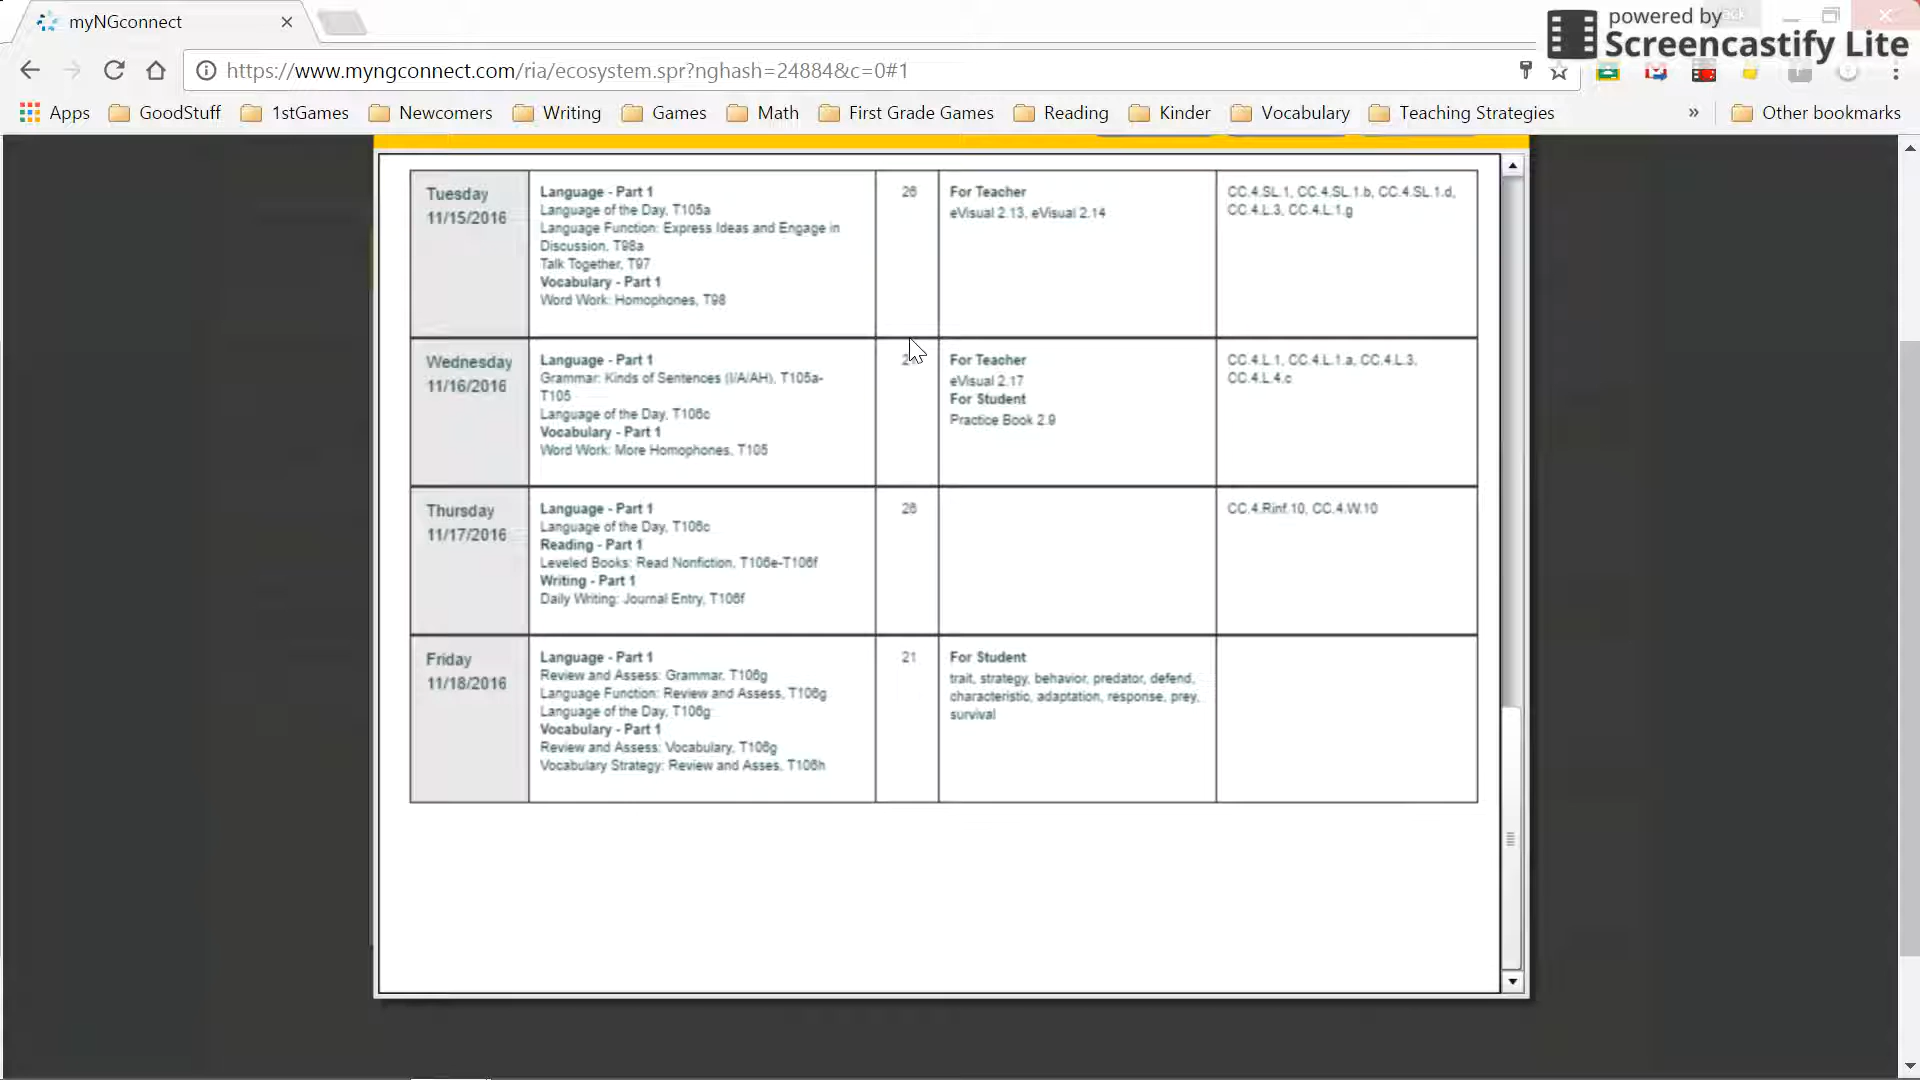 myNGconnect
powered by
Screencastify Lite
https://www.myngconnect.com/ria/ecosystem.spr?nghash=24884&c=0#1
Apps GoodStuff 1stGames Newcomers Writing Games Math First Grade Games Reading Kinder Vocabulary Teaching Strategies » Other bookmarks
Tuesday
11/15/2016
Language - Part 1
Language of the Day, T105a
Language Function: Express Ideas and Engage in
Discussion, T98a
Talk Together, T97
Vocabulary - Part 1
Word Work: Homophones, T98
26
For Teacher
eVisual 2.13, eVisual 2.14
CC.4.SL.1, CC.4.SL.1.b, CC.4.SL.1.d,
CC.4.L.3, CC.4.L.1.g
Wednesday
11/16/2016
Language - Part 1
Grammar: Kinds of Sentences (I/A/AH), T105a-
T105
Language of the Day, T106c
Vocabulary - Part 1
Word Work: More Homophones, T105
For Teacher
eVisual 2.17
For Student
Practice Book 2.9
CC.4.L.1, CC.4.L.1.a, CC.4.L.3,
CC.4.L.4.c
Thursday
11/17/2016
Language - Part 1
Language of the Day, T106c
Reading - Part 1
Leveled Books: Read Nonfiction, T106e-T106f
Writing - Part 1
Daily Writing: Journal Entry, T106f
26
CC.4.Rinf.10, CC.4.W.10
Friday
11/18/2016
Language - Part 1
Review and Assess: Grammar, T106g
Language Function: Review and Assess, T106g
Language of the Day, T106g
Vocabulary - Part 1
Review and Assess: Vocabulary, T106g
Vocabulary Strategy: Review and Asses, T106h
21
For Student
trait, strategy, behavior, predator, defend,
characteristic, adaptation, response, prey,
survival